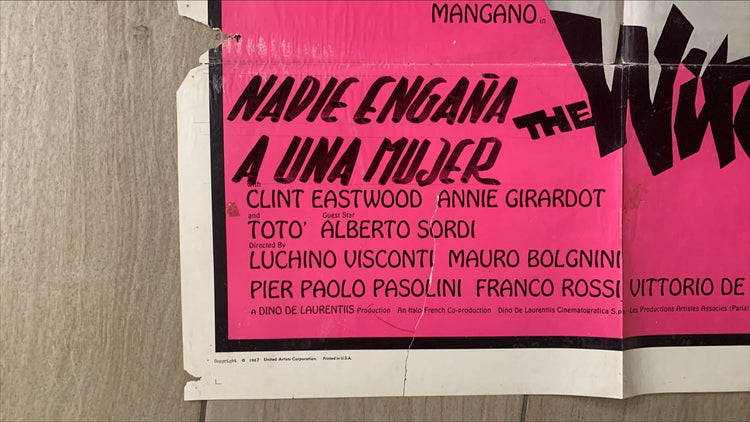 MANGANO in
NADIE ENGAÑA
A UNA MUJER
THE
with
CLINT EASTWOOD ANNIE GIRARDOT
and Guest Star
TOTO' ALBERTO SORDI
Directed By
LUCHINO VISCONTI MAURO BOLGNINI
PIER PAOLO PASOLINI FRANCO ROSSI VITTORIO DE
A DINO DE LAURENTIIS Production An Italo-French Co-production Dino De Laurentiis Cinematografica S.p.a.-Les Productions Artistes Associes (Paris)
Copyright © 1967 United Artists Corporation. Printed in U.S.A.